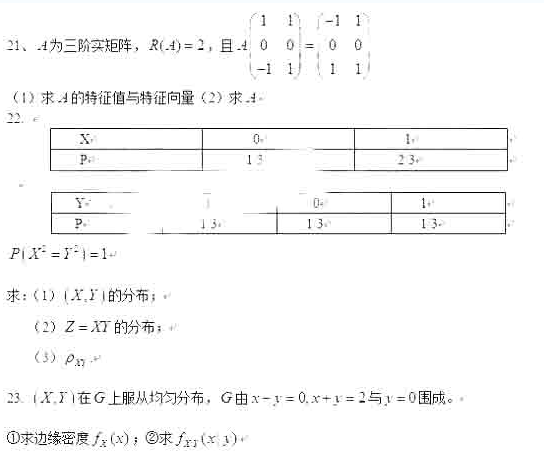 21、A为三阶实矩阵，R(A)=2，且 A(1 1; 0 0; -1 1)=(-1 1; 0 0; 1 1)
（1）求A的特征值与特征向量（2）求A
22.
X 0 1
P 1 3 2 3
Y 0 1
P 1 3 1 3 1 3
P(X²=Y²)=1
求：（1）(X,Y)的分布；
（2）Z=XY的分布；
（3）ρXY
23. (X,Y)在G上服从均匀分布，G由x-y=0,x+y=2与y=0围成。
①求边缘密度fX(x)；②求fXY(x y)